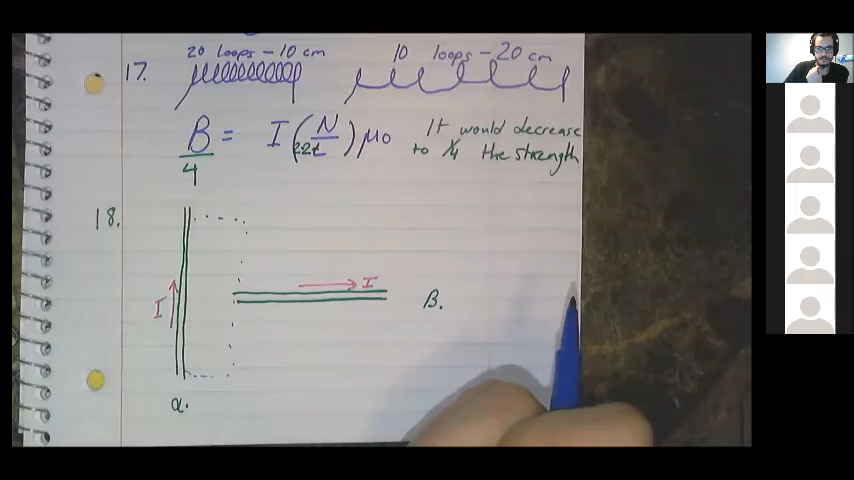 20 loops - 10 cm
10 loops - 20 cm
17.
B/4 = I(N/22L)μ0
It would decrease
to 1/4 the strength
18.
I
I
B.
α.